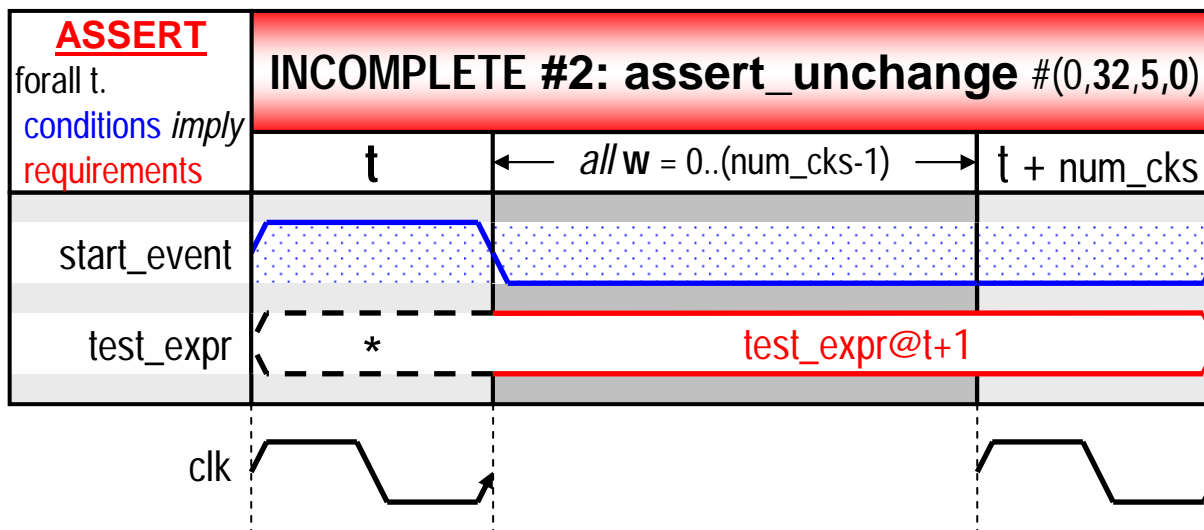 ASSERT
forall t.
conditions imply
requirements
INCOMPLETE #2: assert_unchange #(0,32,5,0)
t
all w = 0..(num_cks-1)
t + num_cks
start_event
test_expr
*
test_expr@t+1
clk